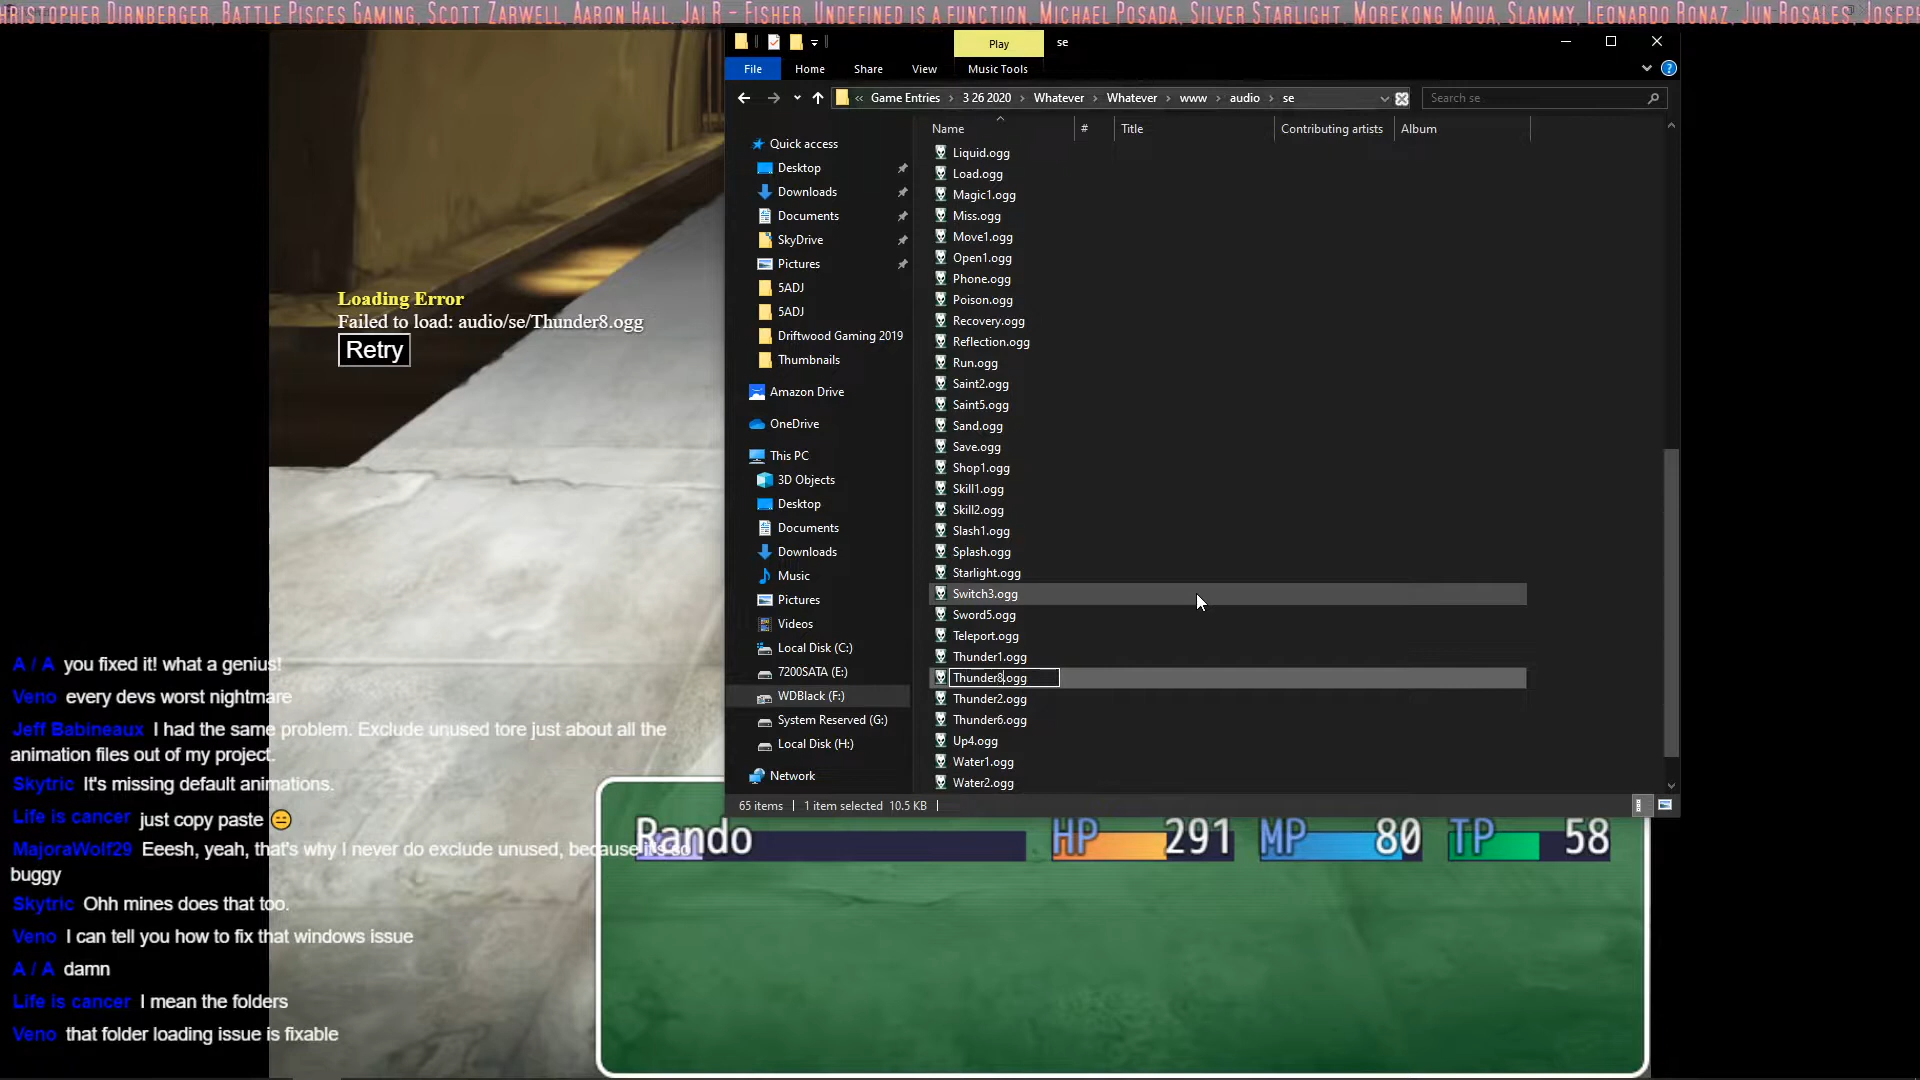 HRISTOPHER DIRNBERGER, BATTLE PISCES GAMING, SCOTT ZARWELL, AARON HALL, JAI R - FISHER, UNDEFINED IS A FUNCTION, MICHAEL POSADA, SILVER STARLIGHT, MOREKONG MOUA, SLAMMY, LEONARDO BONAZ, JUN ROSALES, JOSEPH
Play
se
File
Home
Share
View
Music Tools
« Game Entries > 3 26 2020 > Whatever > Whatever > www > audio > se
Search se
Name
#
Title
Contributing artists
Album
Quick access
Desktop
Downloads
Documents
SkyDrive
Pictures
5ADJ
5ADJ
Driftwood Gaming 2019
Thumbnails
Amazon Drive
OneDrive
This PC
3D Objects
Desktop
Documents
Downloads
Music
Pictures
Videos
Local Disk (C:)
7200SATA (E:)
WDBlack (F:)
System Reserved (G:)
Local Disk (H:)
Network
Liquid.ogg
Load.ogg
Magic1.ogg
Miss.ogg
Move1.ogg
Open1.ogg
Phone.ogg
Poison.ogg
Recovery.ogg
Reflection.ogg
Run.ogg
Saint2.ogg
Saint5.ogg
Sand.ogg
Save.ogg
Shop1.ogg
Skill1.ogg
Skill2.ogg
Slash1.ogg
Splash.ogg
Starlight.ogg
Switch3.ogg
Sword5.ogg
Teleport.ogg
Thunder1.ogg
Thunder8.ogg
Thunder2.ogg
Thunder6.ogg
Up4.ogg
Water1.ogg
Water2.ogg
65 items
1 item selected 10.5 KB
Loading Error
Failed to load: audio/se/Thunder8.ogg
Retry
A / A you fixed it! what a genius!
Veno every devs worst nightmare
Jeff Babineaux I had the same problem. Exclude unused tore just about all the
animation files out of my project.
Skytric It's missing default animations.
Life is cancer just copy paste 😑
MajoraWolf29 Eeesh, yeah, that's why I never do exclude unused, because it's so
buggy
Skytric Ohh mines does that too.
Veno I can tell you how to fix that windows issue
A / A damn
Life is cancer I mean the folders
Veno that folder loading issue is fixable
Rando HP 291 MP 80 TP 58